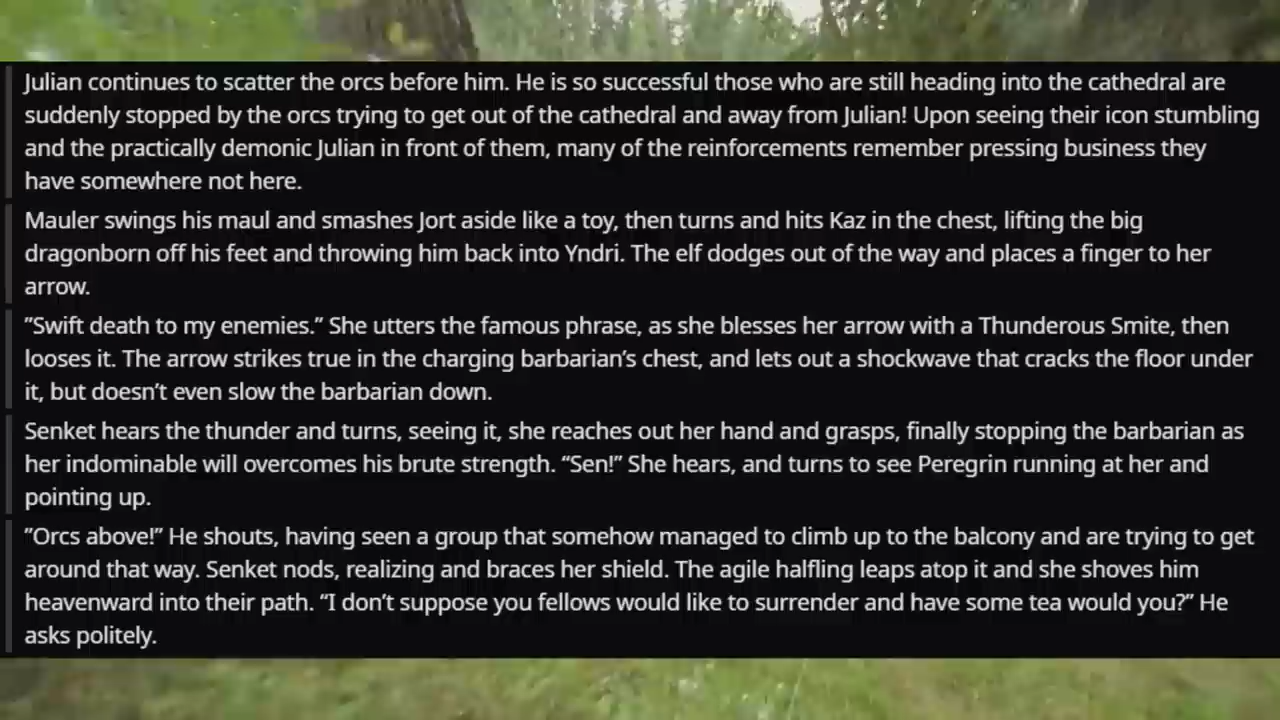 Julian continues to scatter the orcs before him. He is so successful those who are still heading into the cathedral are
suddenly stopped by the orcs trying to get out of the cathedral and away from Julian! Upon seeing their icon stumbling
and the practically demonic Julian in front of them, many of the reinforcements remember pressing business they
have somewhere not here.
Mauler swings his maul and smashes Jort aside like a toy, then turns and hits Kaz in the chest, lifting the big
dragonborn off his feet and throwing him back into Yndri. The elf dodges out of the way and places a finger to her
arrow.
”Swift death to my enemies.” She utters the famous phrase, as she blesses her arrow with a Thunderous Smite, then
looses it. The arrow strikes true in the charging barbarian’s chest, and lets out a shockwave that cracks the floor under
it, but doesn’t even slow the barbarian down.
Senket hears the thunder and turns, seeing it, she reaches out her hand and grasps, finally stopping the barbarian as
her indominable will overcomes his brute strength. “Sen!” She hears, and turns to see Peregrin running at her and
pointing up.
”Orcs above!” He shouts, having seen a group that somehow managed to climb up to the balcony and are trying to get
around that way. Senket nods, realizing and braces her shield. The agile halfling leaps atop it and she shoves him
heavenward into their path. “I don’t suppose you fellows would like to surrender and have some tea would you?” He
asks politely.